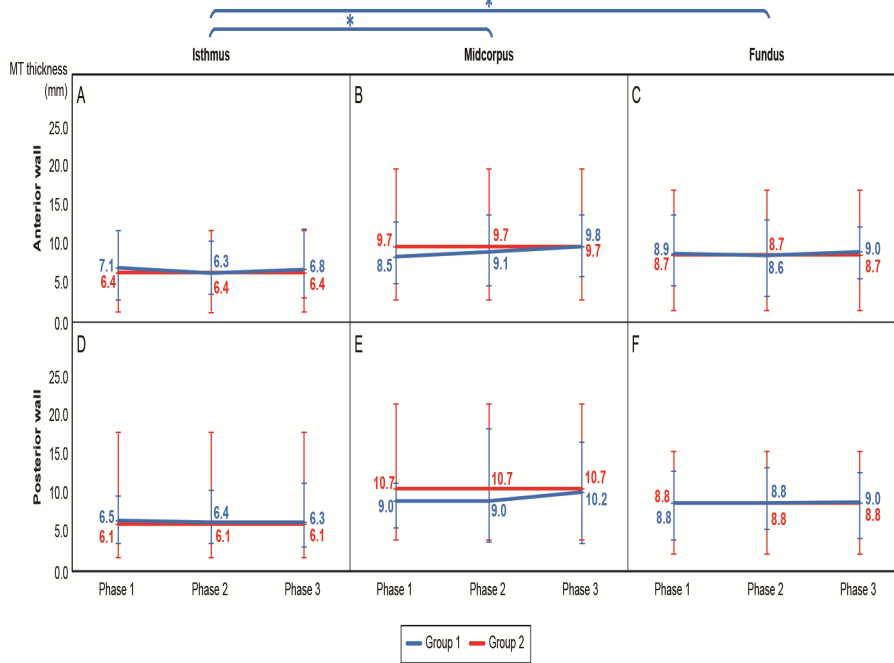 *
*
Isthmus Midcorpus Fundus
MT thickness
(mm)
A B C
25.0
20.0
15.0
10.0
5.0
0.0
Anterior wall
7.1 6.3 6.8
6.4 6.4 6.4
9.7 9.7 9.8
8.5 9.1 9.7
8.9 8.7 9.0
8.7 8.6 8.7
D E F
25.0
20.0
15.0
10.0
5.0
0.0
Posterior wall
6.5 6.4 6.3
6.1 6.1 6.1
10.7 10.7 10.7
9.0 9.0 10.2
8.8 8.8 9.0
8.8 8.8 8.8
Phase 1 Phase 2 Phase 3 Phase 1 Phase 2 Phase 3 Phase 1 Phase 2 Phase 3
Group 1 Group 2